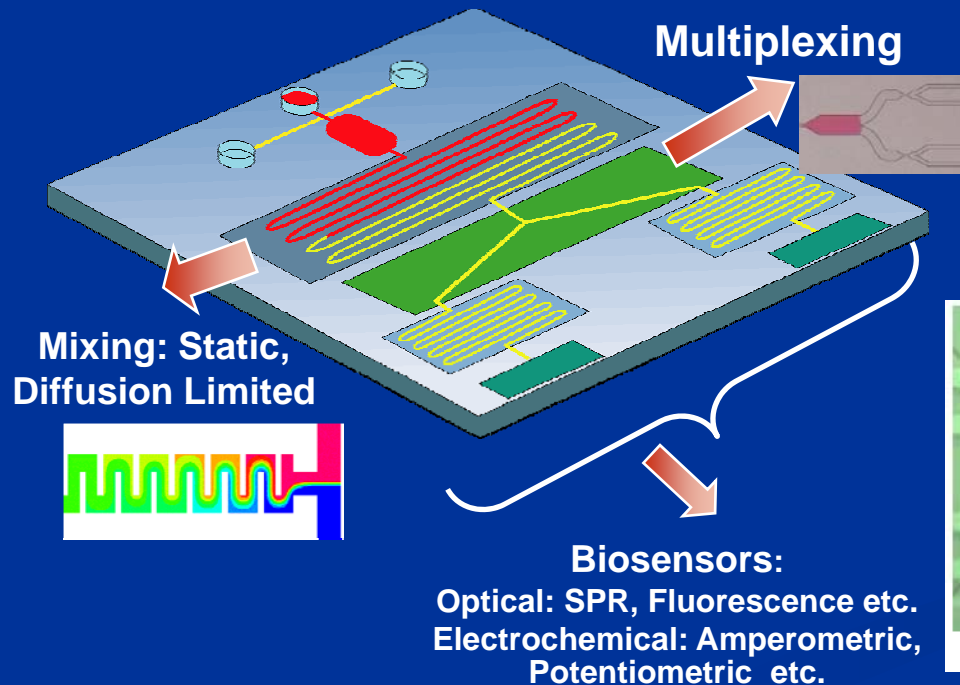 Multiplexing
Mixing: Static,
Diffusion Limited
Biosensors:
Optical: SPR, Fluorescence etc.
Electrochemical: Amperometric,
Potentiometric etc.